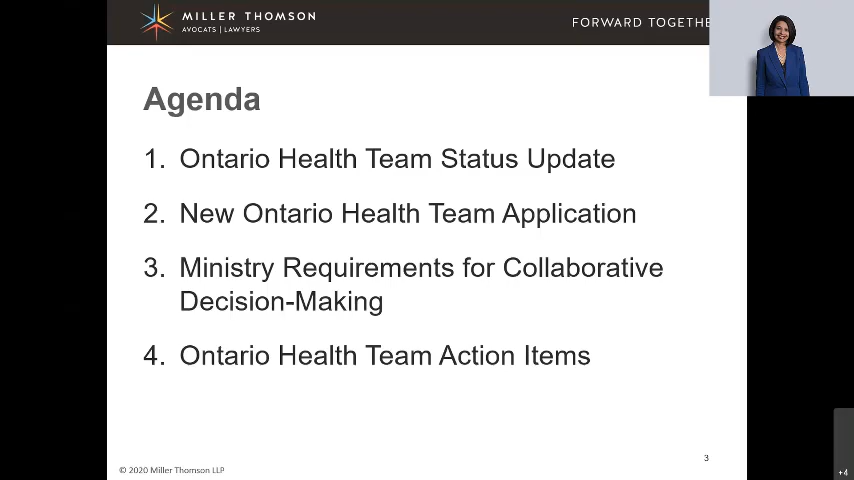 MILLER THOMSON
AVOCATS | LAWYERS
FORWARD TOGETHE
Agenda
1. Ontario Health Team Status Update
2. New Ontario Health Team Application
3. Ministry Requirements for Collaborative
Decision-Making
4. Ontario Health Team Action Items
3
© 2020 Miller Thomson LLP
+4